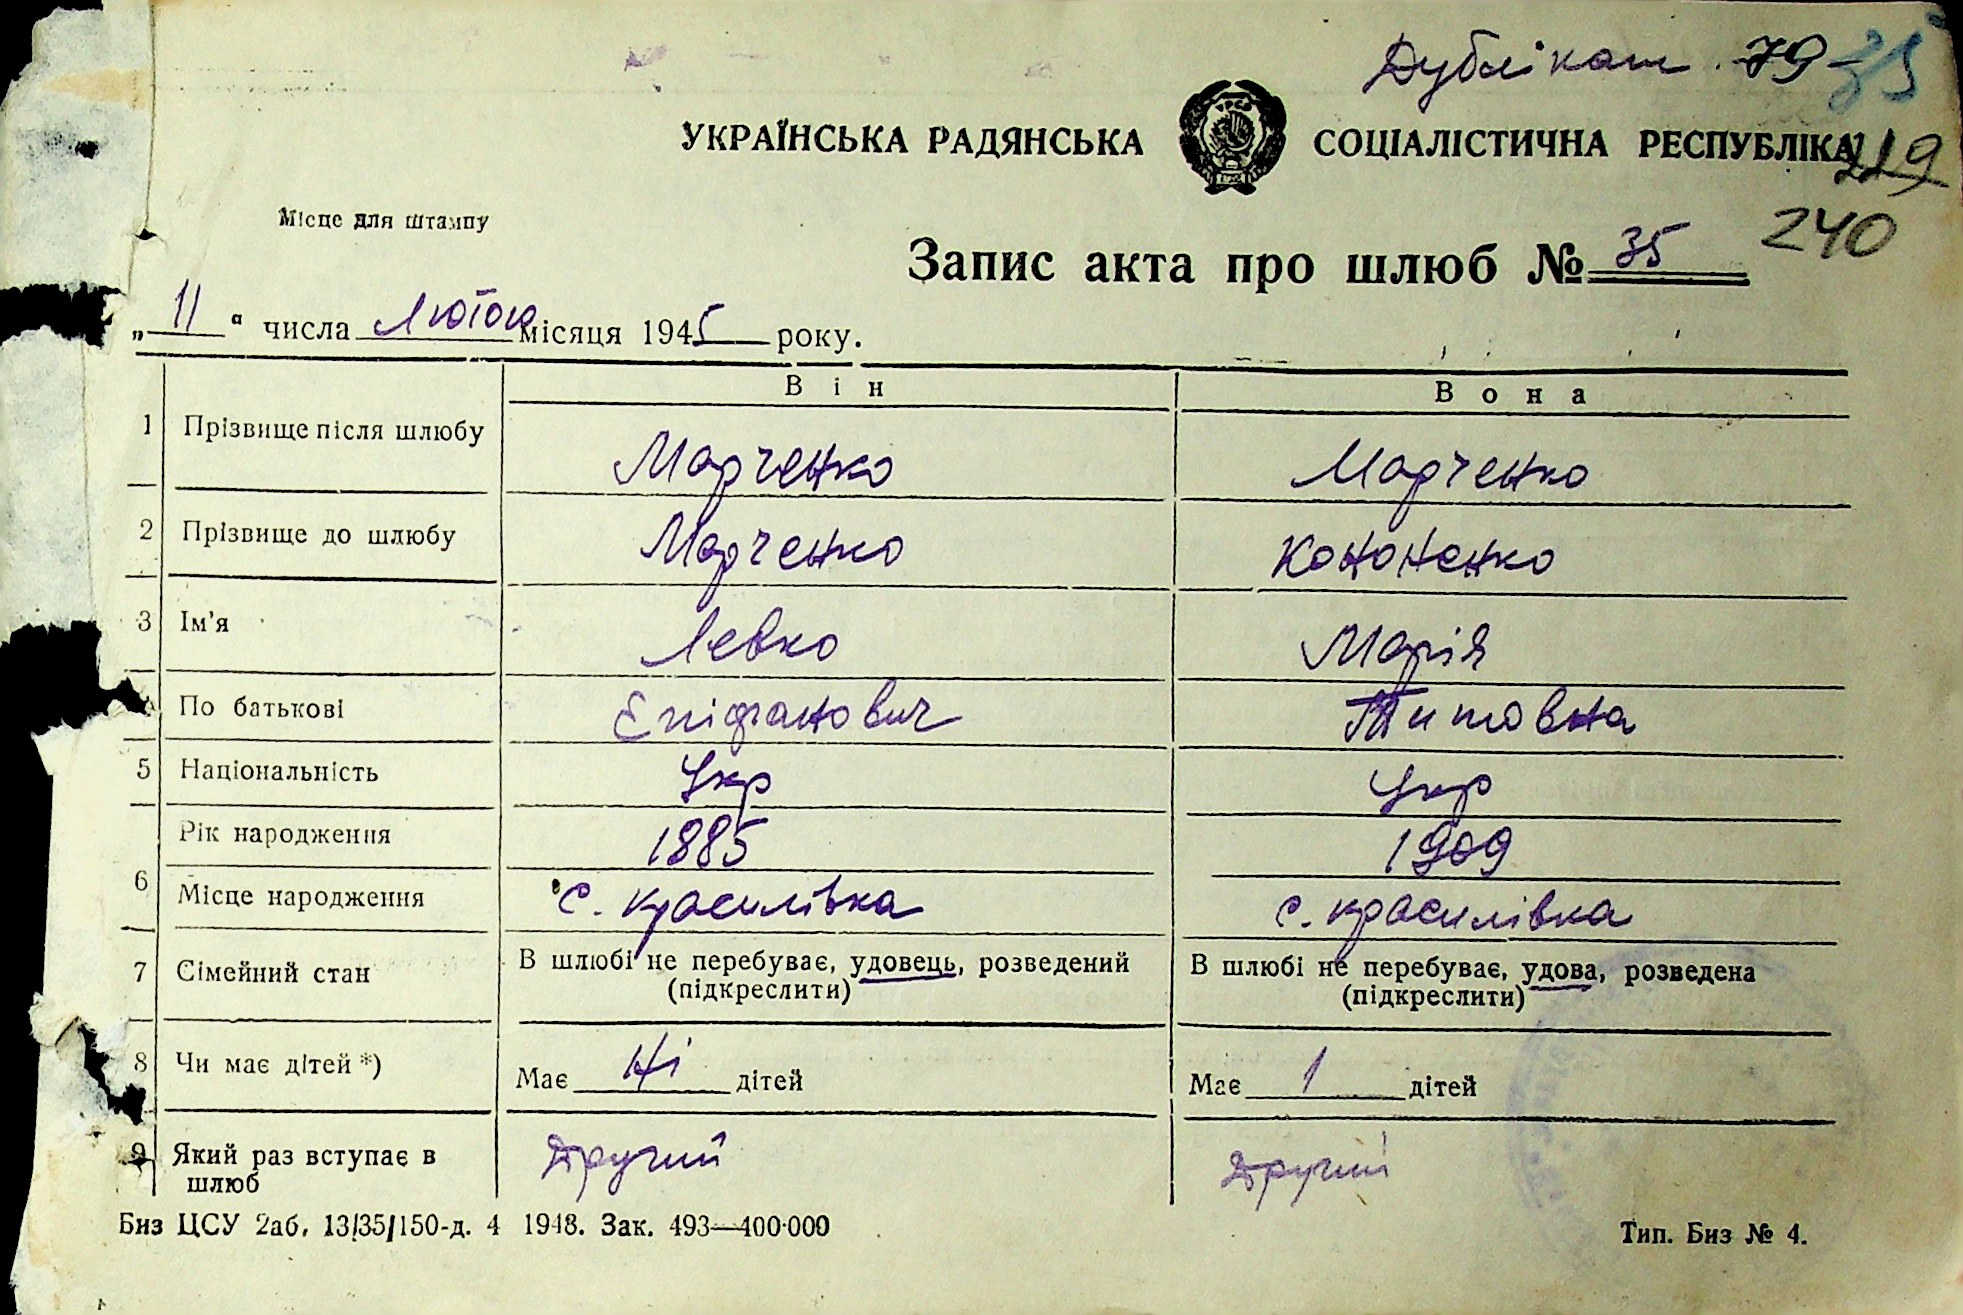 Дублікат. 79 - 35
УКРАЇНСЬКА РАДЯНСЬКА СОЦІАЛІСТИЧНА РЕСПУБЛІКА
УРСР
119
Місце для штампу
240
Запис акта про шлюб № 35
„ 11 " числа Лютого місяця 1945 року.
Він Вона
1 Прізвище після шлюбу Марченко Марченко
2 Прізвище до шлюбу Марченко Кононенко
3 Ім'я Левко Марія
По батькові Єпіфанович Титовна
5 Національність Укр Укр
Рік народження 1885 1909
6
Місце народження с. Красилівка с. Красилівка
7 Сімейний стан В шлюбі не перебуває, удовець, розведений В шлюбі не перебуває, удова, розведена
(підкреслити) (підкреслити)
8 Чи має дітей *) Має Ні дітей Має 1 дітей
9 Який раз вступає в шлюб Другий Другий
Биз ЦСУ 2аб. 13/35/150-д. 4 1948. Зак. 493—400·000 Тип. Биз № 4.